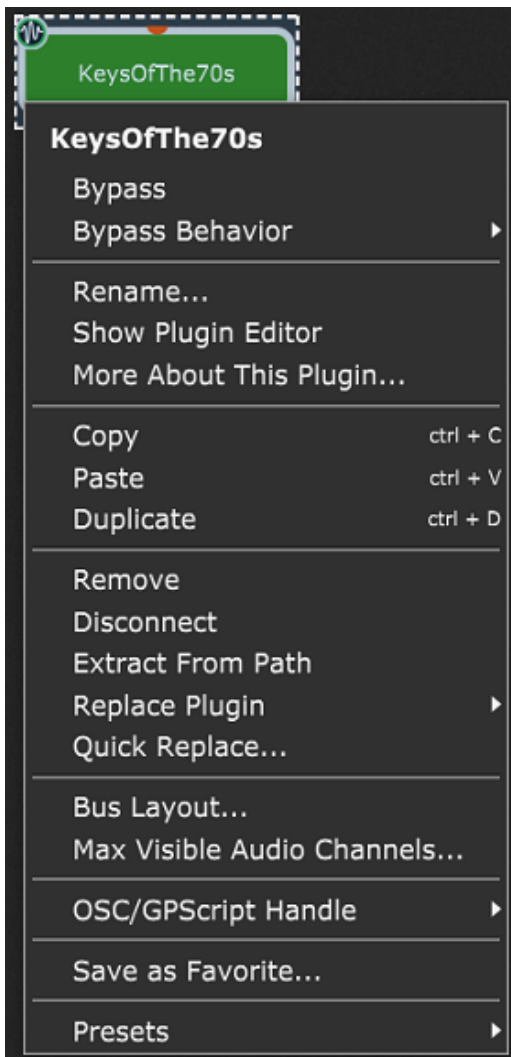 KeysOfThe70s
KeysOfThe70s
Bypass
Bypass Behavior
Rename...
Show Plugin Editor
More About This Plugin...
Copy ctrl + C
Paste ctrl + V
Duplicate ctrl + D
Remove
Disconnect
Extract From Path
Replace Plugin
Quick Replace...
Bus Layout...
Max Visible Audio Channels...
OSC/GPScript Handle
Save as Favorite...
Presets